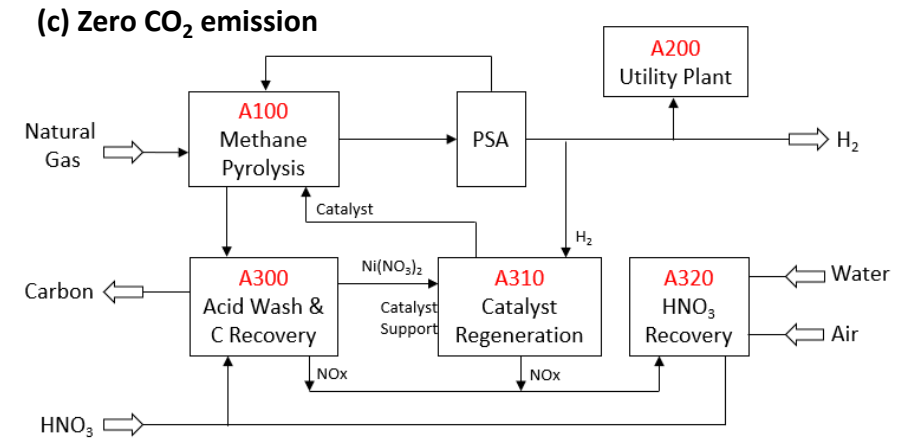 (c) Zero CO₂ emission
A200
Utility Plant
Natural
Gas
A100
Methane
Pyrolysis
PSA
H₂
Catalyst
H₂
Carbon
A300
Acid Wash &
C Recovery
Ni(NO₃)₂
Catalyst
Support
A310
Catalyst
Regeneration
A320
HNO₃
Recovery
Water
Air
NOx
NOx
HNO₃